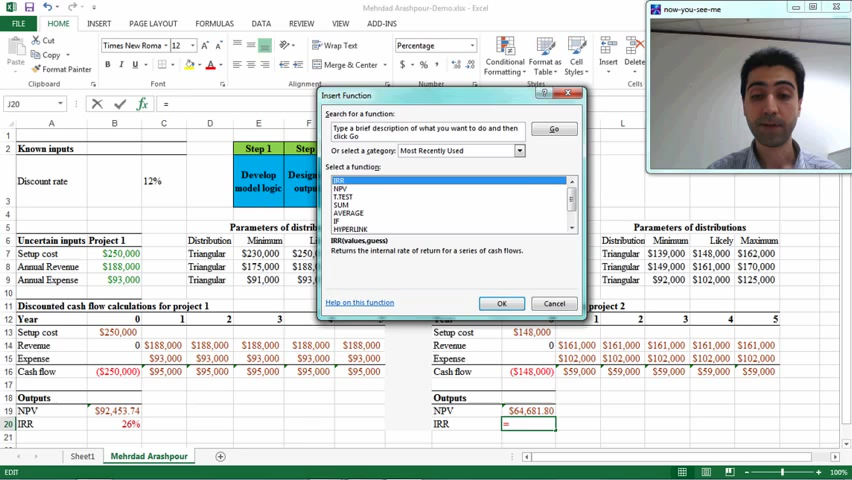 Mehrdad Arashpour-Demo.xlsx - Excel
now-you-see-me
FILE HOME INSERT PAGE LAYOUT FORMULAS DATA REVIEW VIEW ADD-INS
Cut
Copy
Format Painter
Paste
Clipboard
Times New Roma 12
B I U
Font
Wrap Text
Merge & Center
Alignment
Percentage
$ % ,
Number
Conditional Formatting
Format as Table
Cell Styles
Styles
Insert Delete
J20 fx =
A B C D E F L
Known inputs
Step 1
Discount rate 12%
Develop model logic
Parameters of distributions Parameters of distributions
Uncertain inputs Project 1 Distribution Minimum Distribution Minimum Likely Maximum
Setup cost $250,000 Triangular $230,000 Triangular $139,000 $148,000 $162,000
Annual Revenue $188,000 Triangular $175,000 Triangular $149,000 $161,000 $170,000
Annual Expense $93,000 Triangular $91,000 Triangular $92,000 $102,000 $125,000
Discounted cash flow calculations for project 1 project 2
Year 0 1 2 3 4 5 Year 0 1 2 3 4 5
Setup cost $250,000 Setup cost $148,000
Revenue 0 $188,000 $188,000 $188,000 $188,000 $188,000 Revenue 0 $161,000 $161,000 $161,000 $161,000 $161,000
Expense $93,000 $93,000 $93,000 $93,000 $93,000 Expense $102,000 $102,000 $102,000 $102,000 $102,000
Cash flow ($250,000) $95,000 $95,000 $95,000 $95,000 $95,000 Cash flow ($148,000) $59,000 $59,000 $59,000 $59,000 $59,000
Outputs Outputs
NPV $92,453.74 NPV $64,681.80
IRR 26% IRR =
Insert Function
Search for a function:
Type a brief description of what you want to do and then
click Go
Go
Or select a category: Most Recently Used
Select a function:
IRR
NPV
T.TEST
SUM
AVERAGE
IF
HYPERLINK
IRR(values,guess)
Returns the internal rate of return for a series of cash flows.
Help on this function
OK Cancel
Sheet1 Mehrdad Arashpour
EDIT 100%